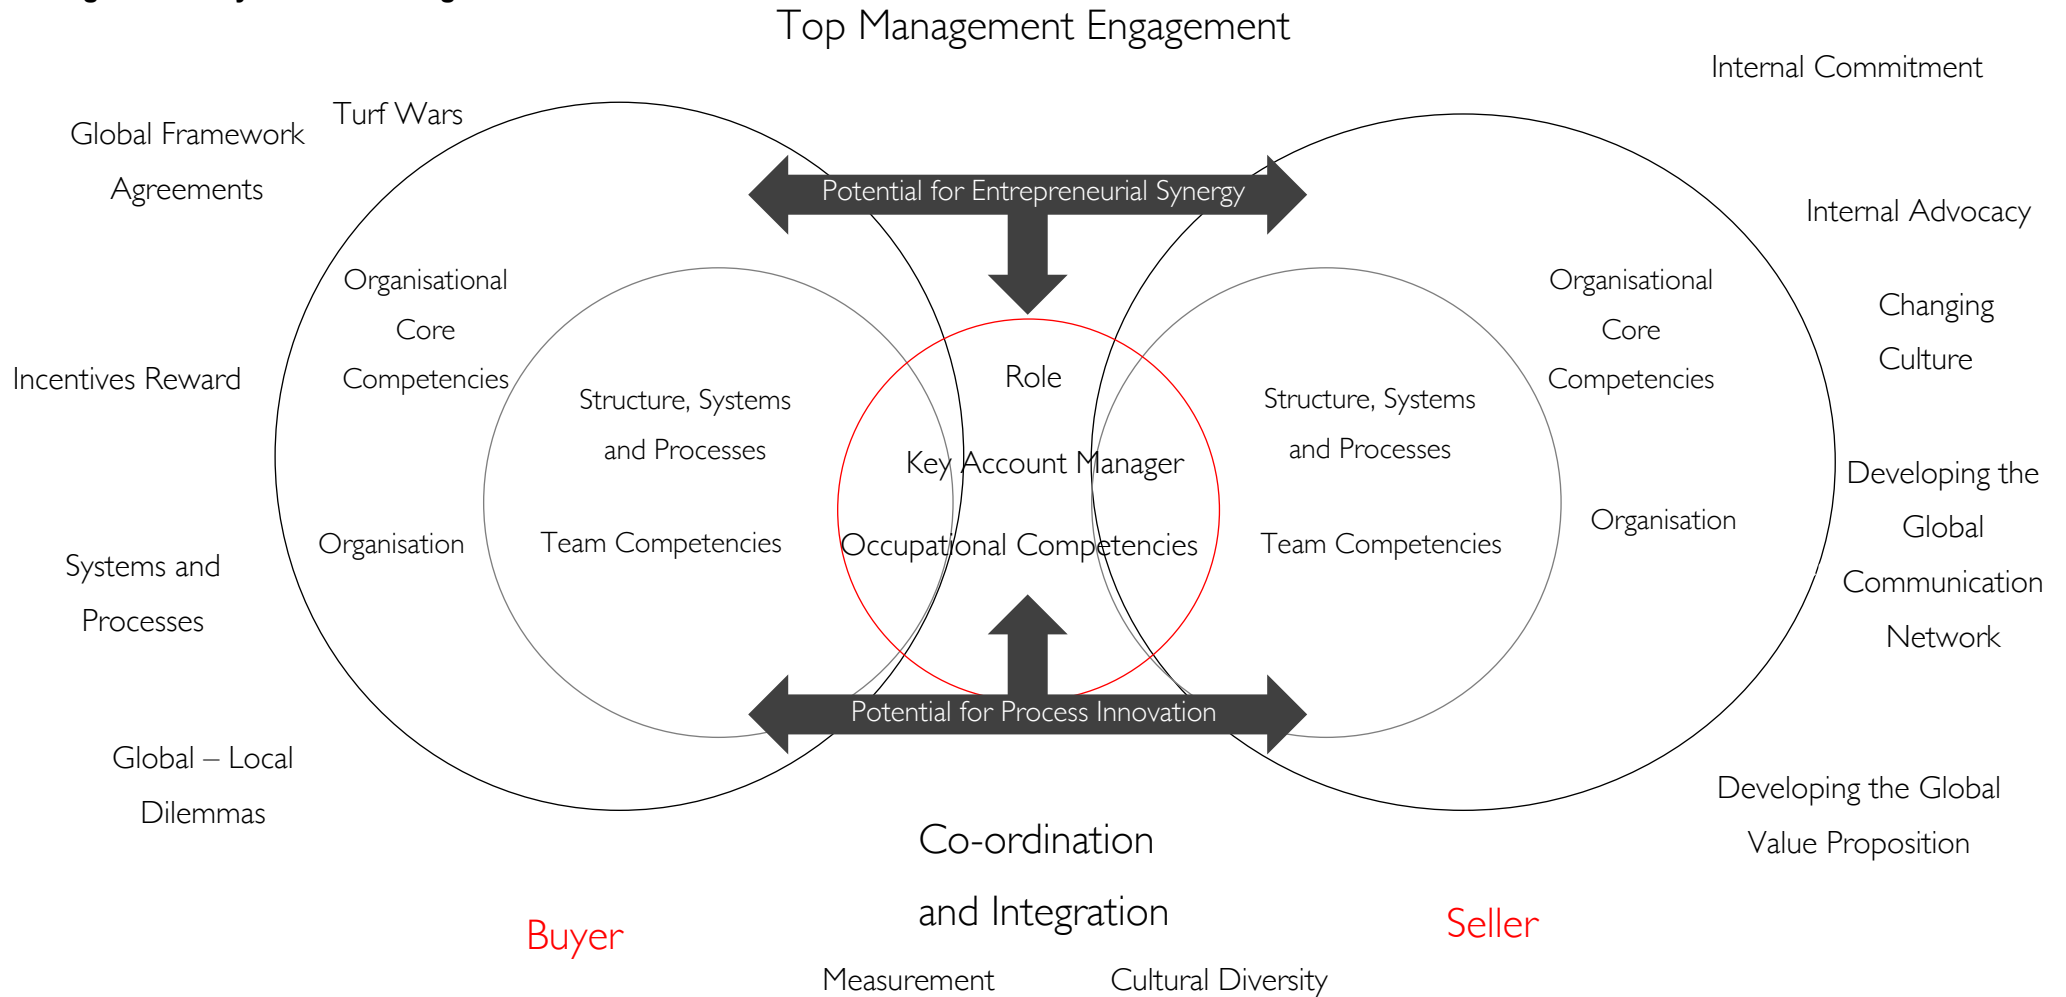 Top Management Engagement
Internal Commitment
Turf Wars
Global Framework
Agreements
Potential for Entrepreneurial Synergy
Internal Advocacy
Organisational
Core
Competencies
Organisational
Core
Competencies
Changing
Culture
Incentives Reward
Structure, Systems
and Processes
Role
Structure, Systems
and Processes
Key Account Manager
Developing the
Global
Communication
Network
Organisation
Team Competencies
Occupational Competencies
Team Competencies
Organisation
Systems and
Processes
Potential for Process Innovation
Global – Local
Dilemmas
Developing the Global
Value Proposition
Co-ordination
and Integration
Buyer
Seller
Measurement
Cultural Diversity